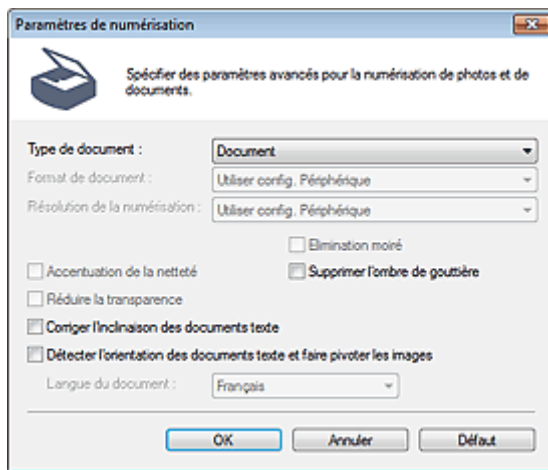 Paramètres de numérisation
Spécifier des paramètres avancés pour la numérisation de photos et de
documents.
Type de document : Document
Format de document : Utiliser config. Périphérique
Résolution de la numérisation : Utiliser config. Périphérique
Elimination moiré
Accentuation de la netteté Supprimer l'ombre de gouttière
Réduire la transparence
Corriger l'inclinaison des documents texte
Détecter l'orientation des documents texte et faire pivoter les images
Langue du document : Français
OK Annuler Défaut